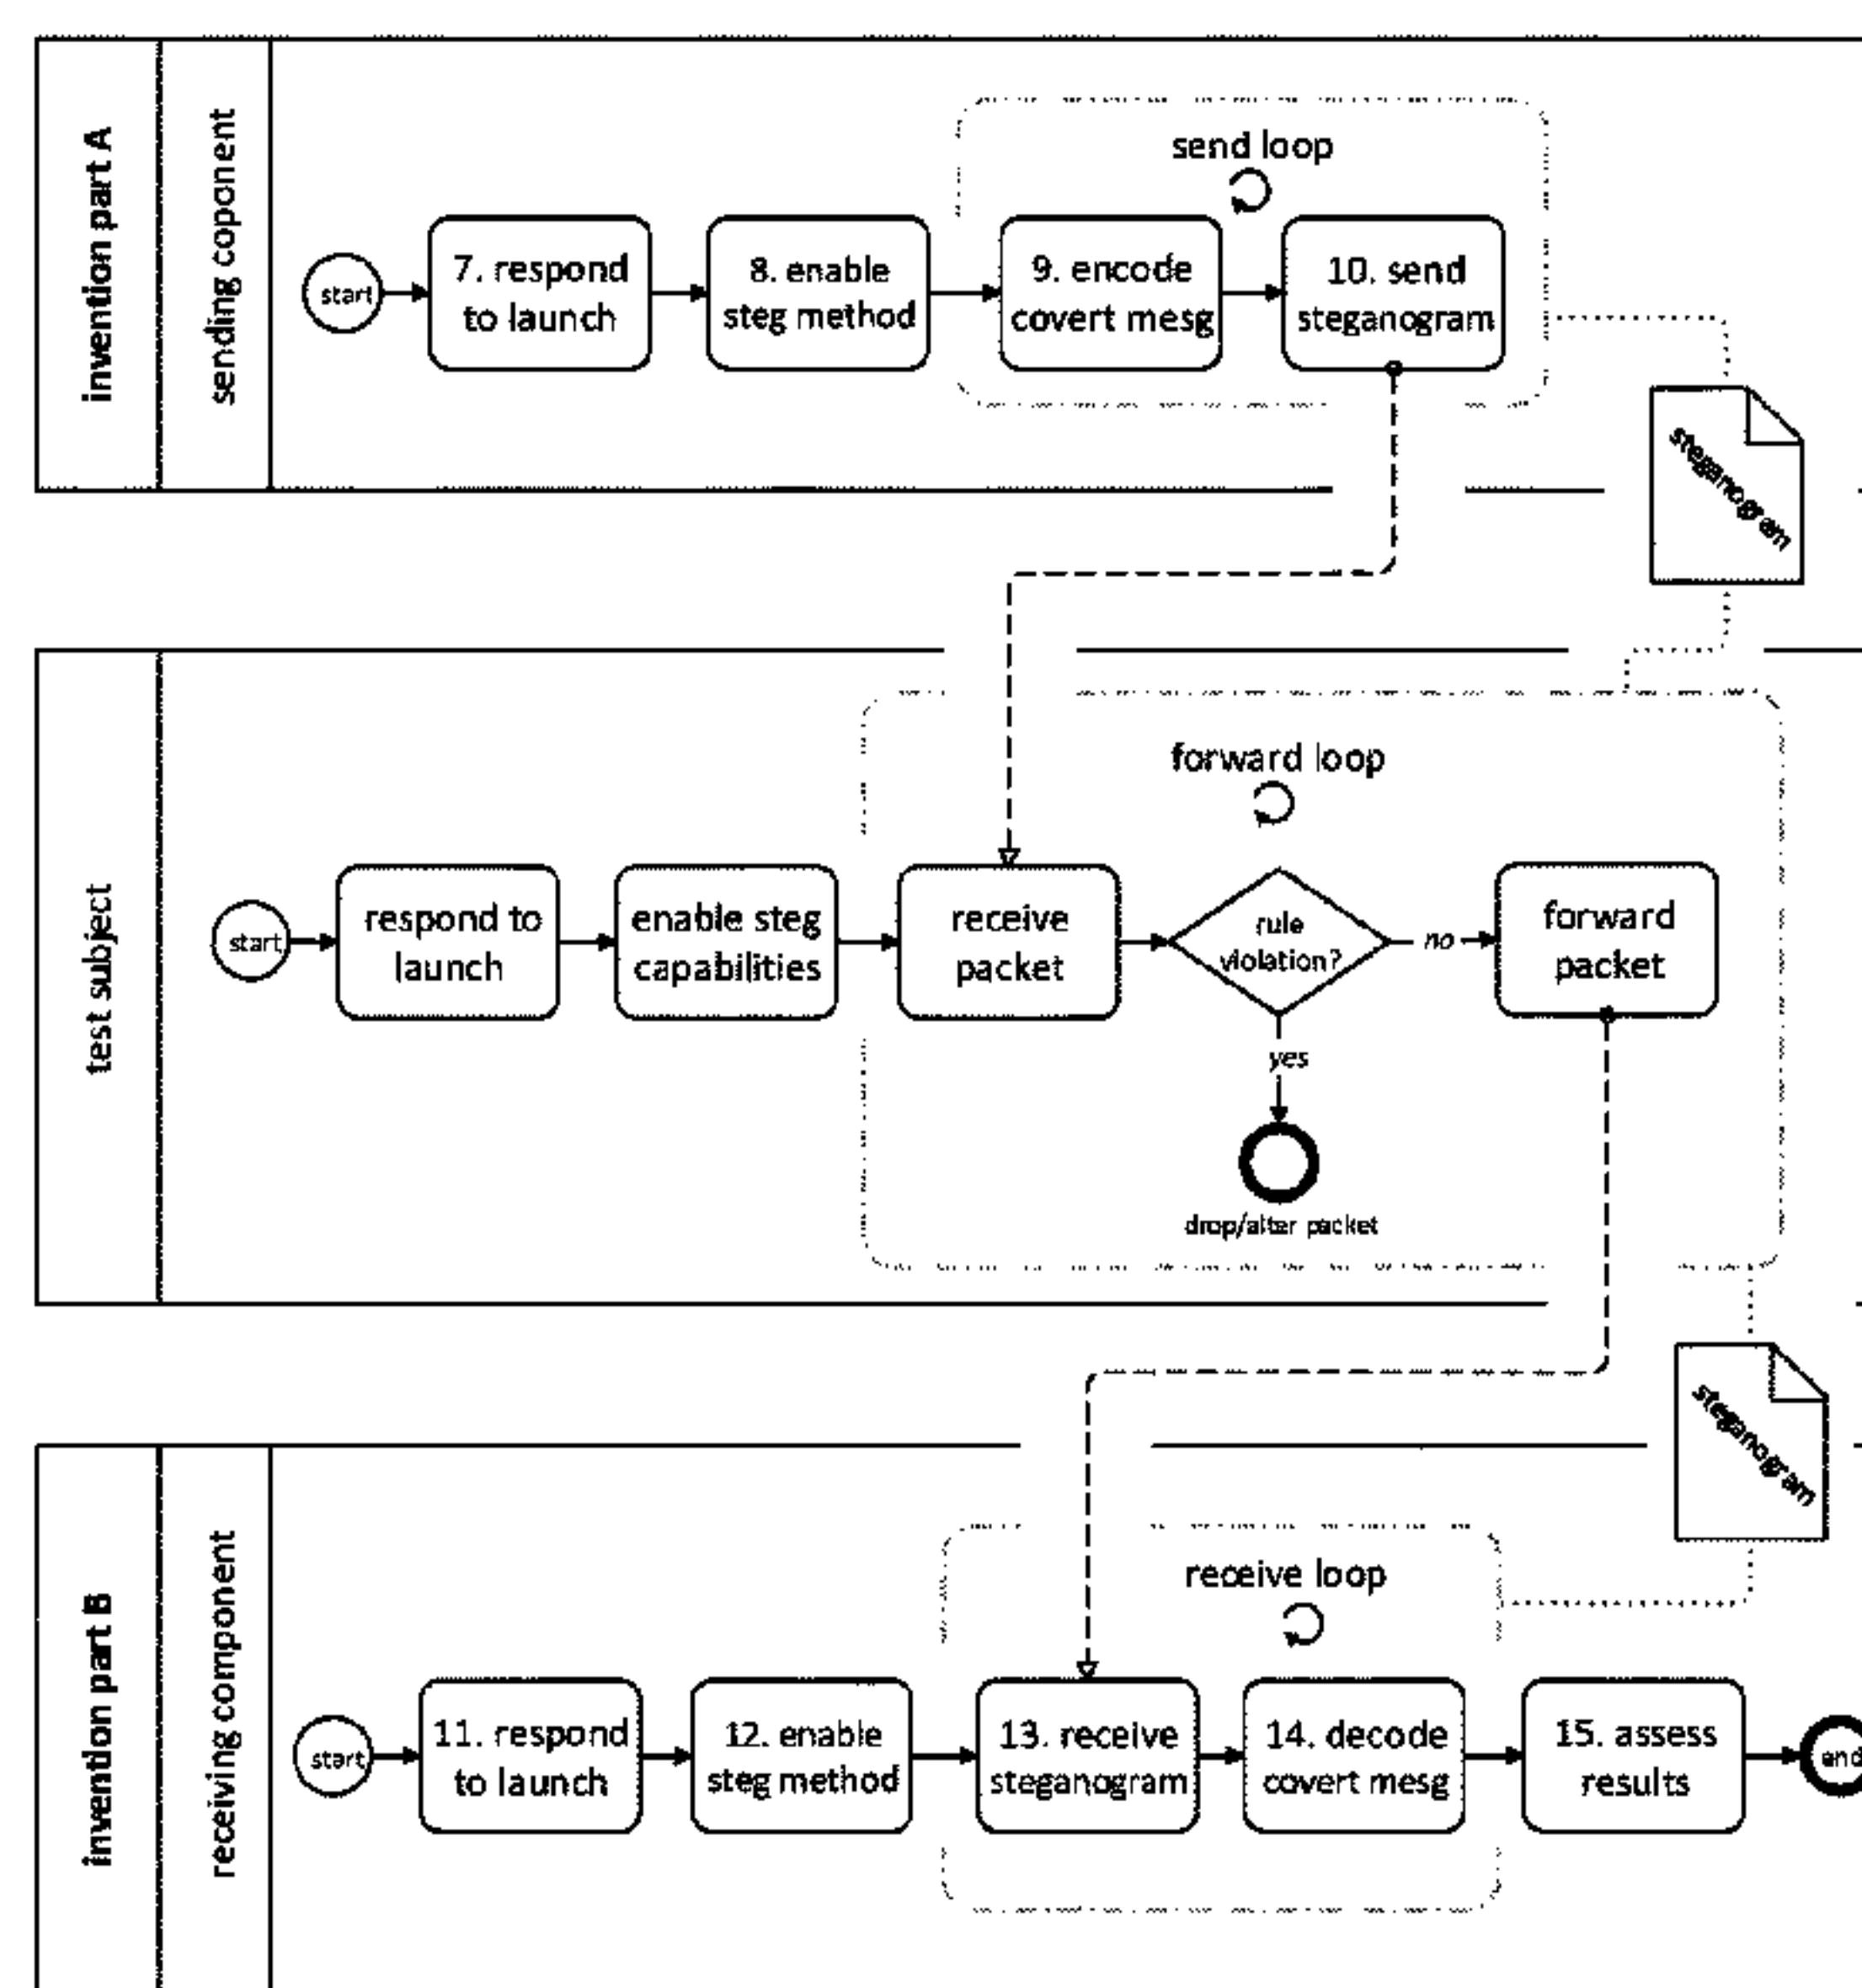 invention part A
sending coponent
send loop
start
7. respond
to launch
8. enable
steg method
9. encode
covert mesg
10. send
steganogram
steganogram
test subject
forward loop
start
respond to
launch
enable steg
capabilities
receive
packet
rule
violation?
no
forward
packet
yes
drop/alter packet
steganogram
invention part B
receiving component
receive loop
start
11. respond
to launch
12. enable
steg method
13. receive
steganogram
14. decode
covert mesg
15. assess
results
end